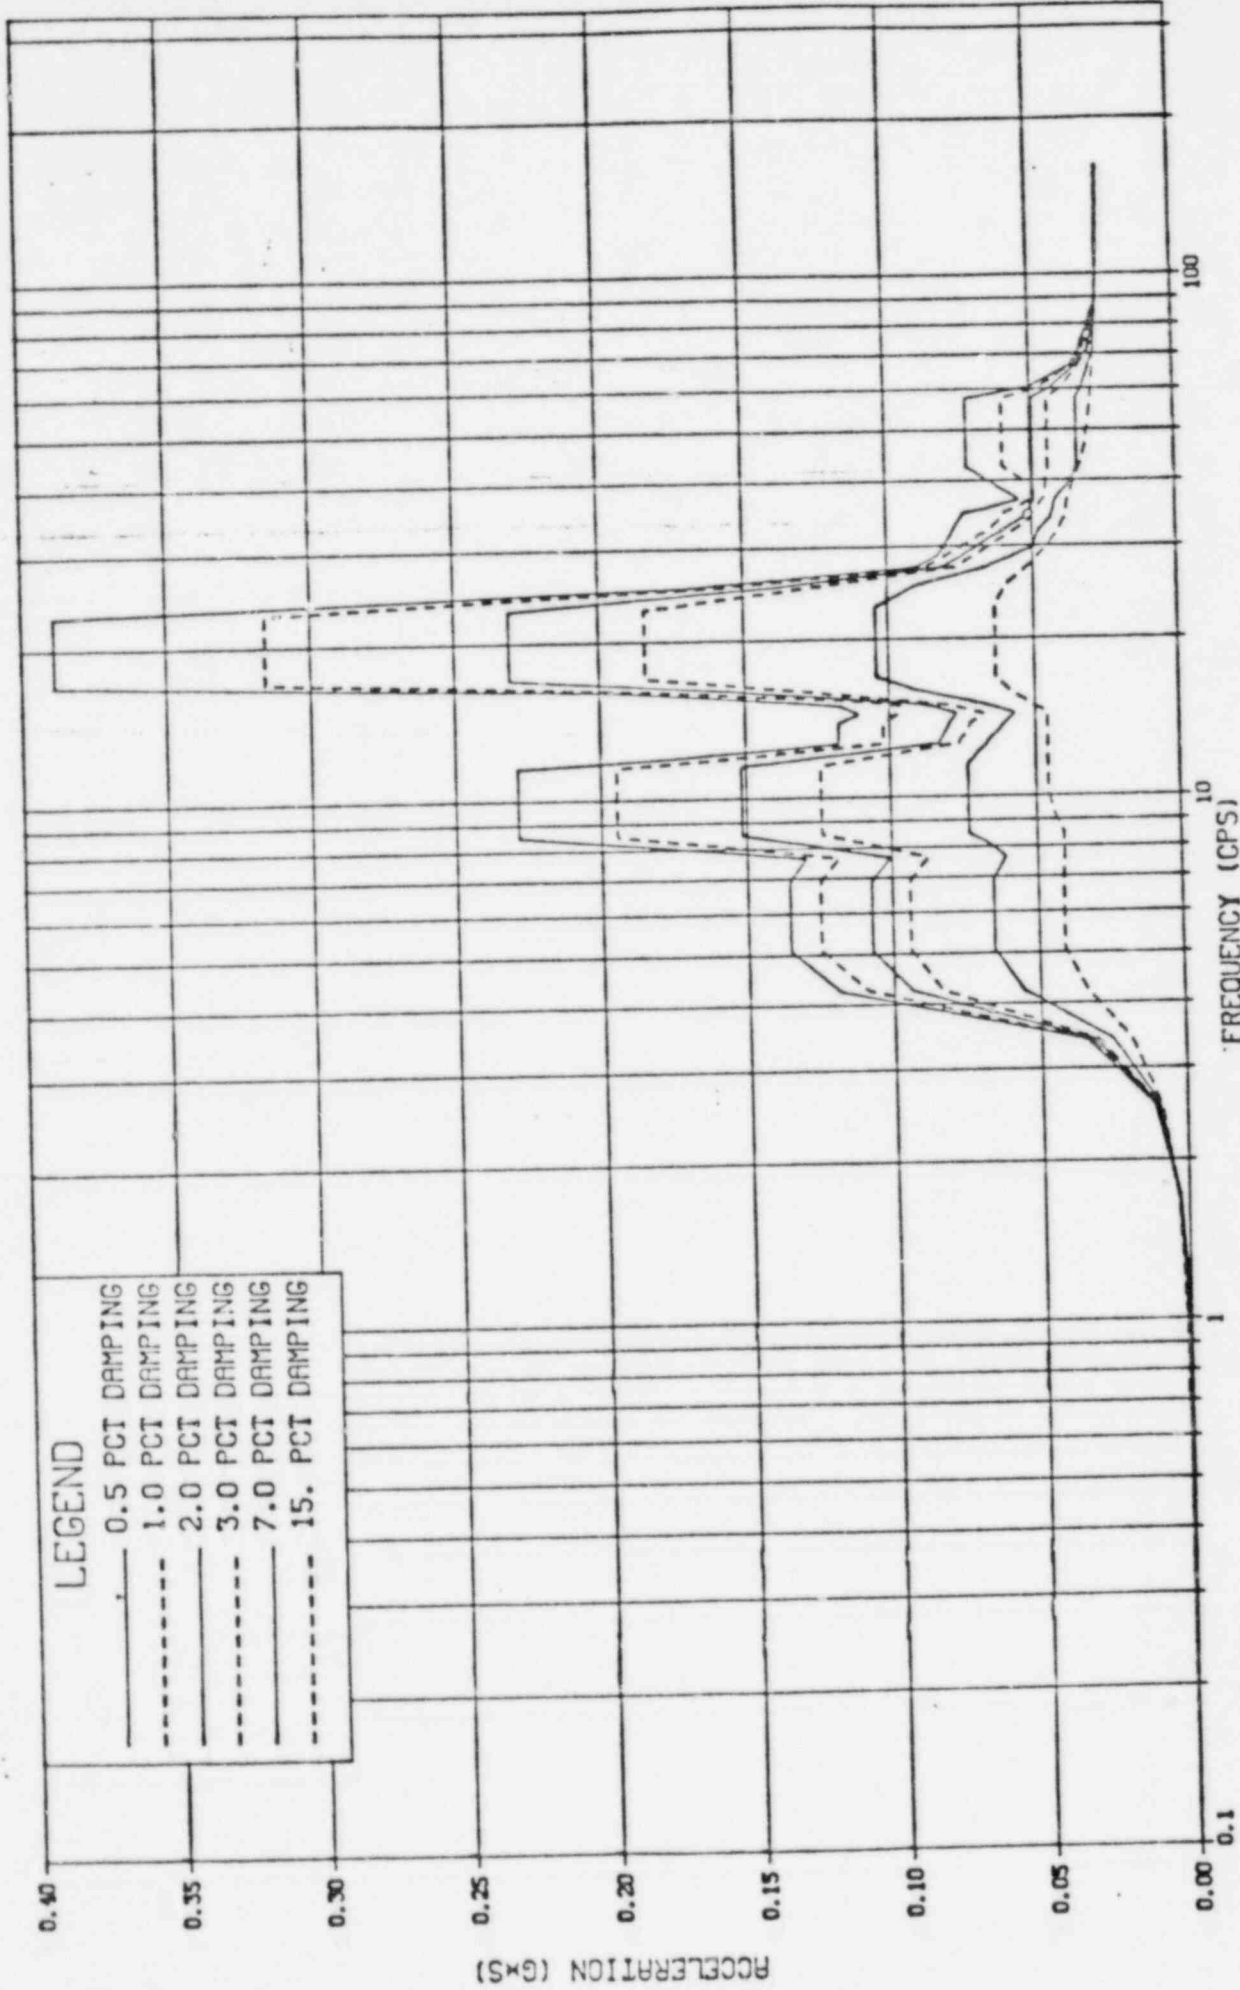 LEGEND
0.5 PCT DAMPING
1.0 PCT DAMPING
2.0 PCT DAMPING
3.0 PCT DAMPING
7.0 PCT DAMPING
15. PCT DAMPING
0.40
0.35
0.30
0.25
0.20
0.15
0.10
0.05
0.00
ACCELERATION (G*S)
0.1
1
10
100
FREQUENCY (CPS)